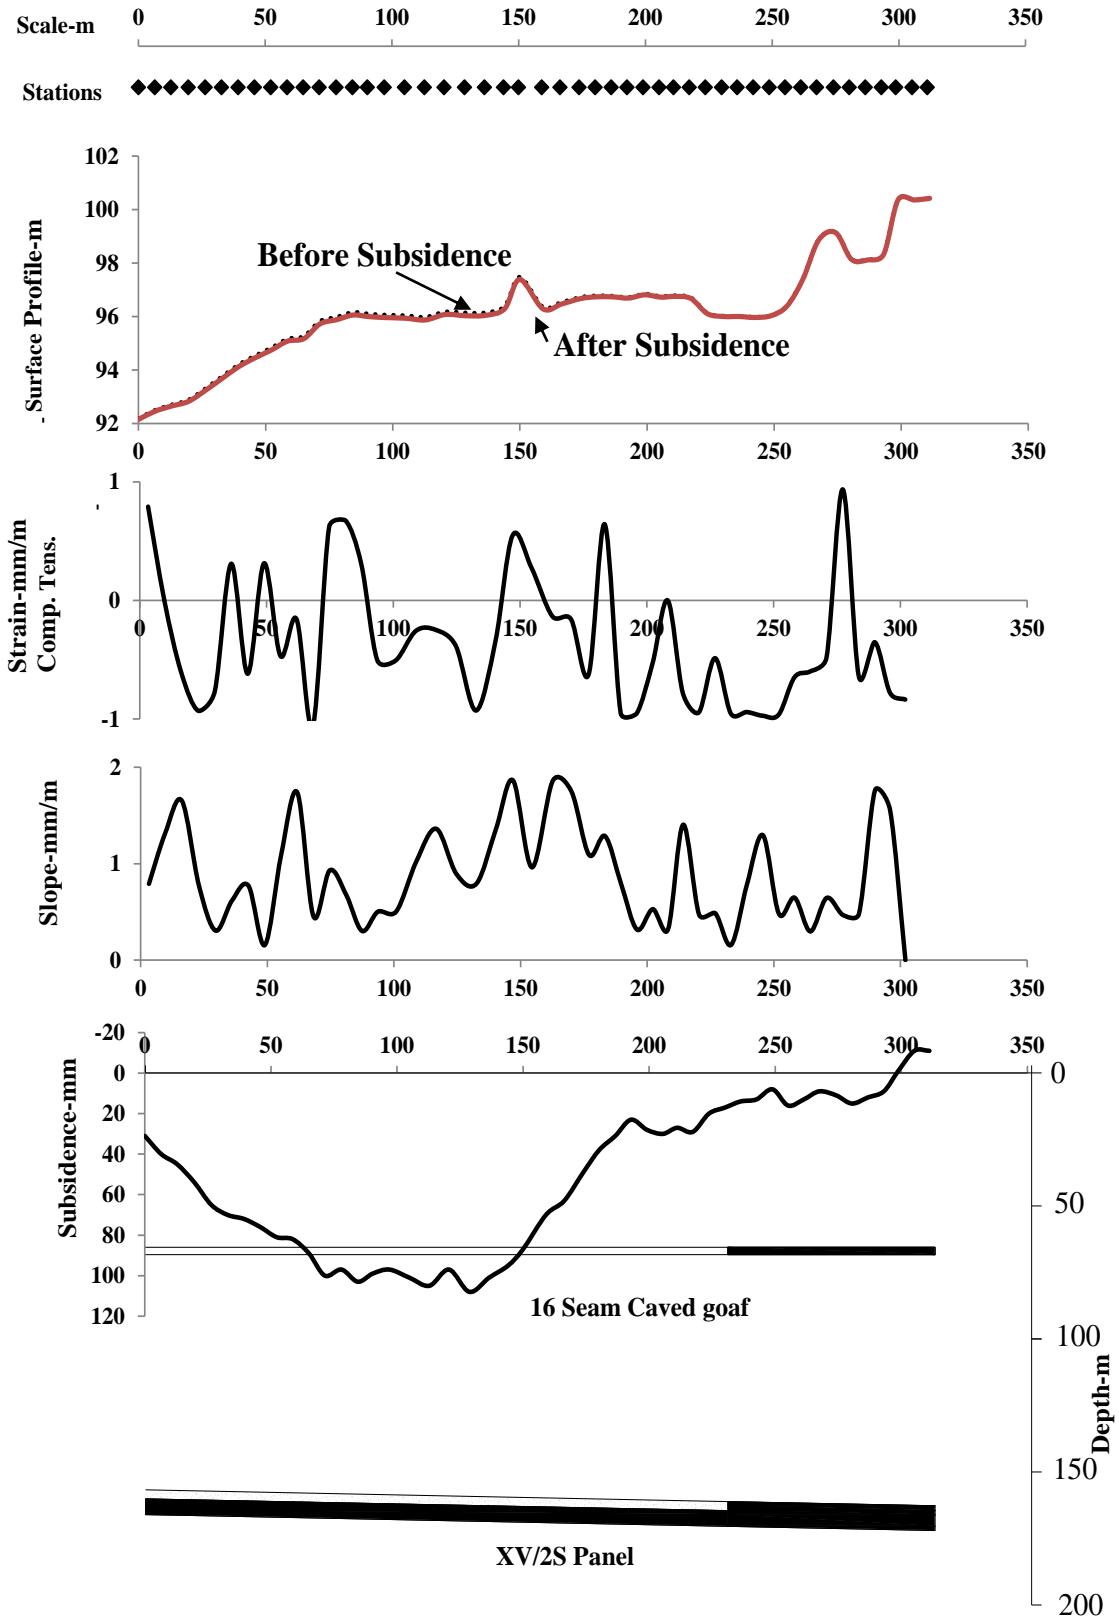 Scale-m
0 50 100 150 200 250 300 350
Stations
- Surface Profile-m
102
100
98
96
94
92
Before Subsidence
After Subsidence
0 50 100 150 200 250 300 350
Strain-mm/m
Comp. Tens.
1
-
0
-1
0 50 100 150 200 250 300 350
Slope-mm/m
2
1
0
0 50 100 150 200 250 300 350
Subsidence-mm
-20
0
20
40
60
80
100
120
0 50 100 150 200 250 300 350
16 Seam Caved goaf
XV/2S Panel
Depth-m
0
50
100
150
200